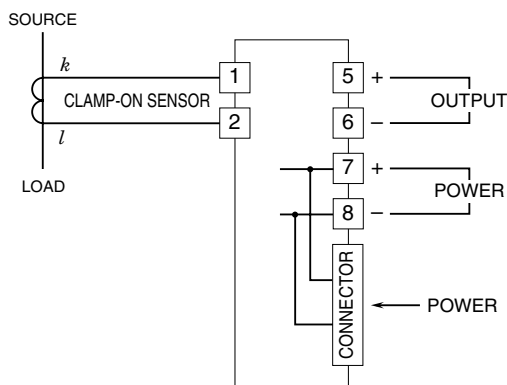 SOURCE
k
1
5 +
CLAMP-ON SENSOR
OUTPUT
2
6 –
l
7 +
LOAD
POWER
8 –
CONNECTOR
POWER